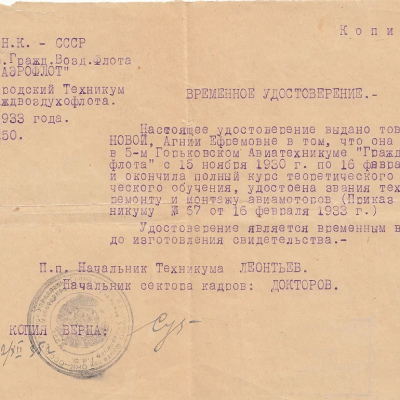 Копи
Н.К. - СССР
Гражд.Возд.Флота
АЭРОФЛОТ"
родский Техникум
ждвоздухофлота.
ВРЕМЕННОЕ УДОСТОВЕРЕНИЕ.-
933 года.
50.
Настоящее удостоверение выдано тов
НОВОЙ, Агнии Ефремовне в том, что она
в 5-м Горьковском Авиатехникуме "Гражд
флота" с 15 ноября 1930 г. по 16 февра
и окончила полный курс теоретического
ческого обучения, удостоена звания тех
ремонту и монтажу авиамоторов (Приказ
никуму № 67 от 16 февраля 1933 г.)
Удостоверение является временным в
до изготовления свидетельства.-
П.п. Начальник Техникума ЛЕОНТЬЕВ.
Начальник сектора кадров: ДОКТОРОВ.
КОПИЯ ВЕРНА: